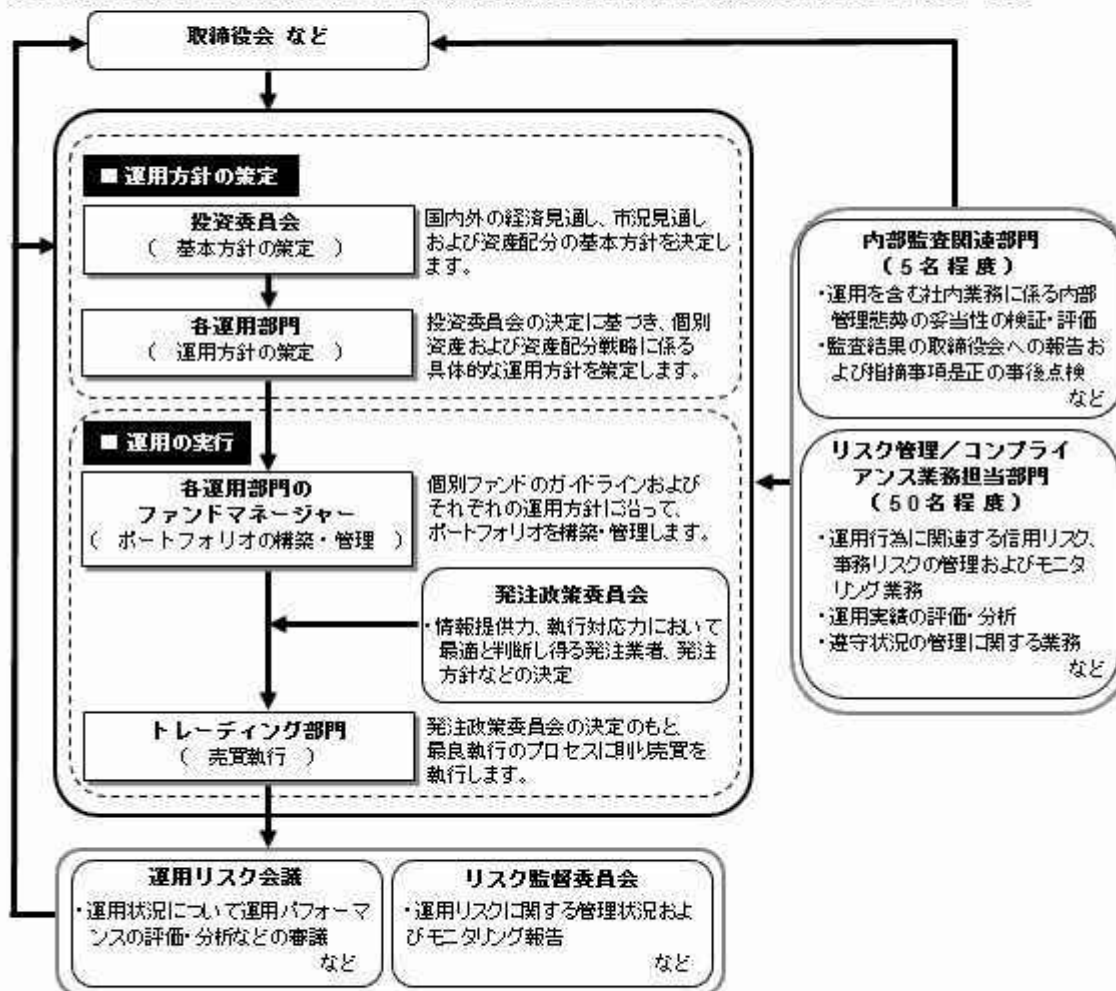 取締役会 など
■ 運用方針の策定
投資委員会
( 基本方針の策定 )
国内外の経済見通し、市況見通し
および資産配分の基本方針を決定し
ます。
各運用部門
( 運用方針の策定 )
投資委員会の決定に基づき、個別
資産および資産配分戦略に係る
具体的な運用方針を策定します。
■ 運用の実行
各運用部門の
ファンドマネージャー
( ポートフォリオの構築・管理 )
個別ファンドのガイドラインおよび
それぞれの運用方針に沿って、
ポートフォリオを構築・管理します。
発注政策委員会
・情報提供力、執行対応力において
最適と判断し得る発注業者、発注
方針などの決定
トレーディング部門
( 売買執行 )
発注政策委員会の決定のもと、
最良執行のプロセスに則り売買を
執行します。
内部監査関連部門
(5名程度)
・運用を含む社内業務に係る内部
管理態勢の妥当性の検証・評価
・監査結果の取締役会への報告お
よび指摘事項是正の事後点検
など
リスク管理/コンプライ
アンス業務担当部門
(50名程度)
・運用行為に関連する信用リスク、
事務リスクの管理およびモニタ
リング業務
・運用実績の評価・分析
・遵守状況の管理に関する業務
など
運用リスク会議
・運用状況について運用パフォーマ
ンスの評価・分析などの審議
など
リスク監督委員会
・運用リスクに関する管理状況およ
びモニタリング報告
など